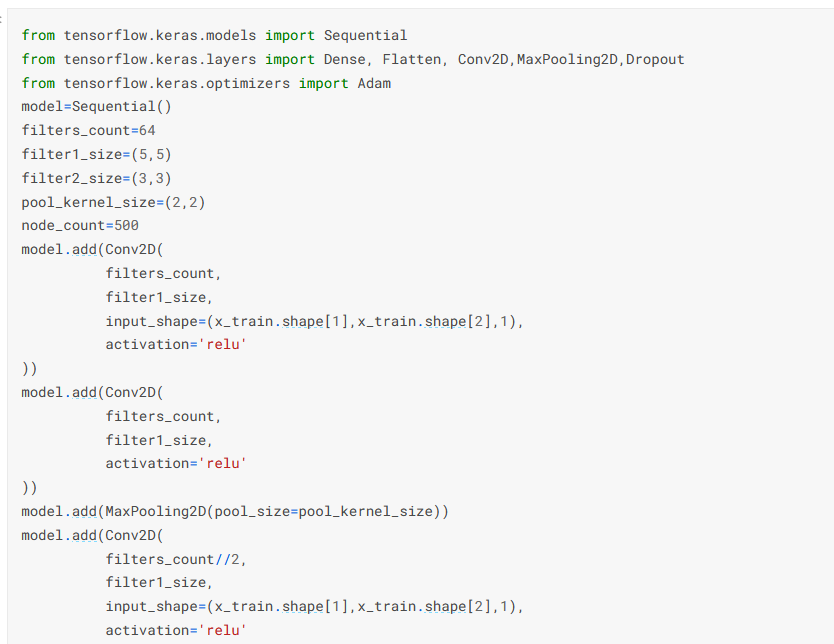 from tensorflow.keras.models import Sequential
from tensorflow.keras.layers import Dense, Flatten, Conv2D,MaxPooling2D,Dropout
from tensorflow.keras.optimizers import Adam
model=Sequential()
filters_count=64
filter1_size=(5,5)
filter2_size=(3,3)
pool_kernel_size=(2,2)
node_count=500
model.add(Conv2D(
          filters_count,
          filter1_size,
          input_shape=(x_train.shape[1],x_train.shape[2],1),
          activation='relu'
))
model.add(Conv2D(
          filters_count,
          filter1_size,
          activation='relu'
))
model.add(MaxPooling2D(pool_size=pool_kernel_size))
model.add(Conv2D(
          filters_count//2,
          filter1_size,
          input_shape=(x_train.shape[1],x_train.shape[2],1),
          activation='relu'